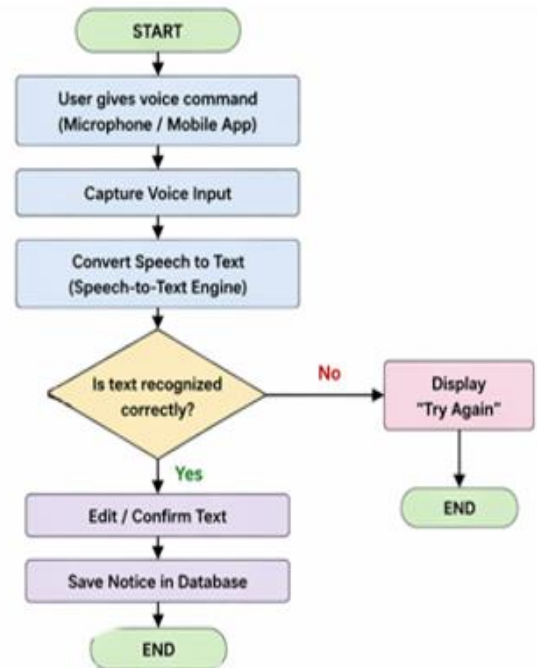 START
User gives voice command
(Microphone / Mobile App)
Capture Voice Input
Convert Speech to Text
(Speech-to-Text Engine)
Is text recognized
correctly?
No
Display
"Try Again"
END
Yes
Edit / Confirm Text
Save Notice in Database
END